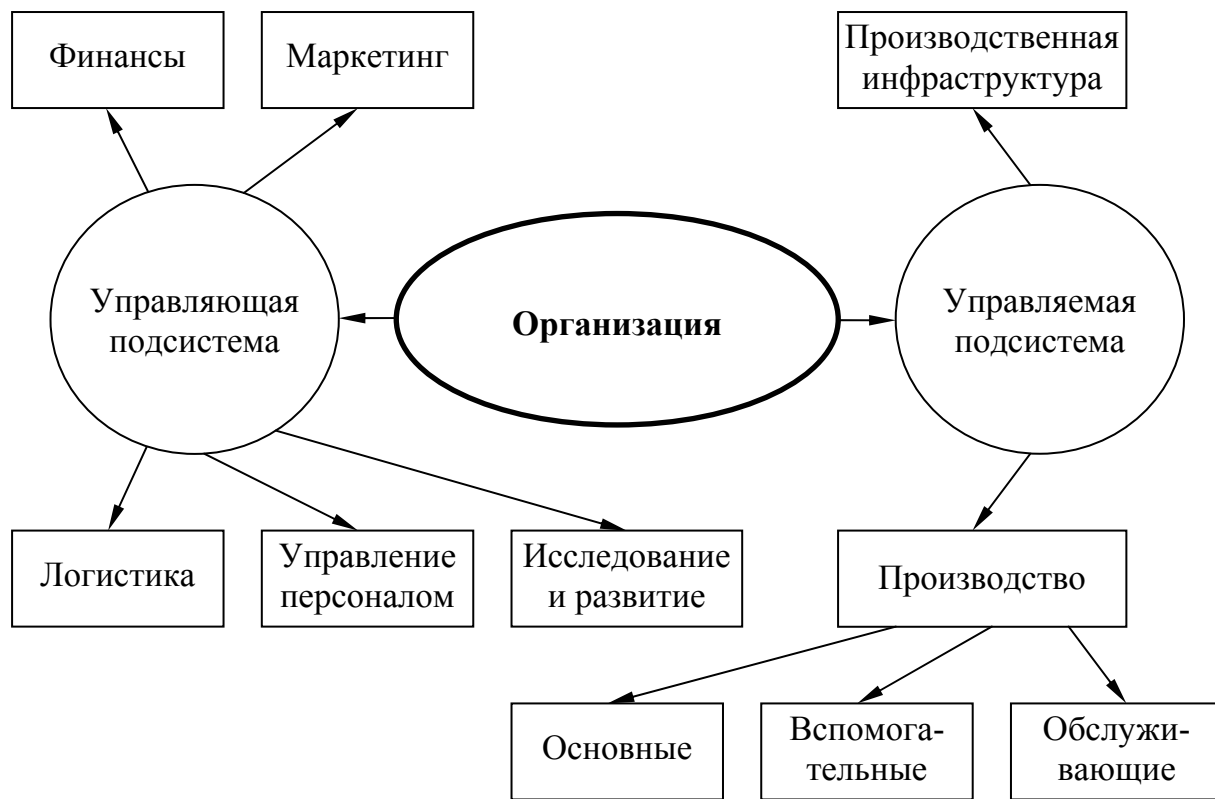 Финансы
Маркетинг
Производственная
инфраструктура
Управляющая
подсистема
Организация
Управляемая
подсистема
Логистика
Управление
персоналом
Исследование
и развитие
Производство
Основные
Вспомога-
тельные
Обслужи-
вающие